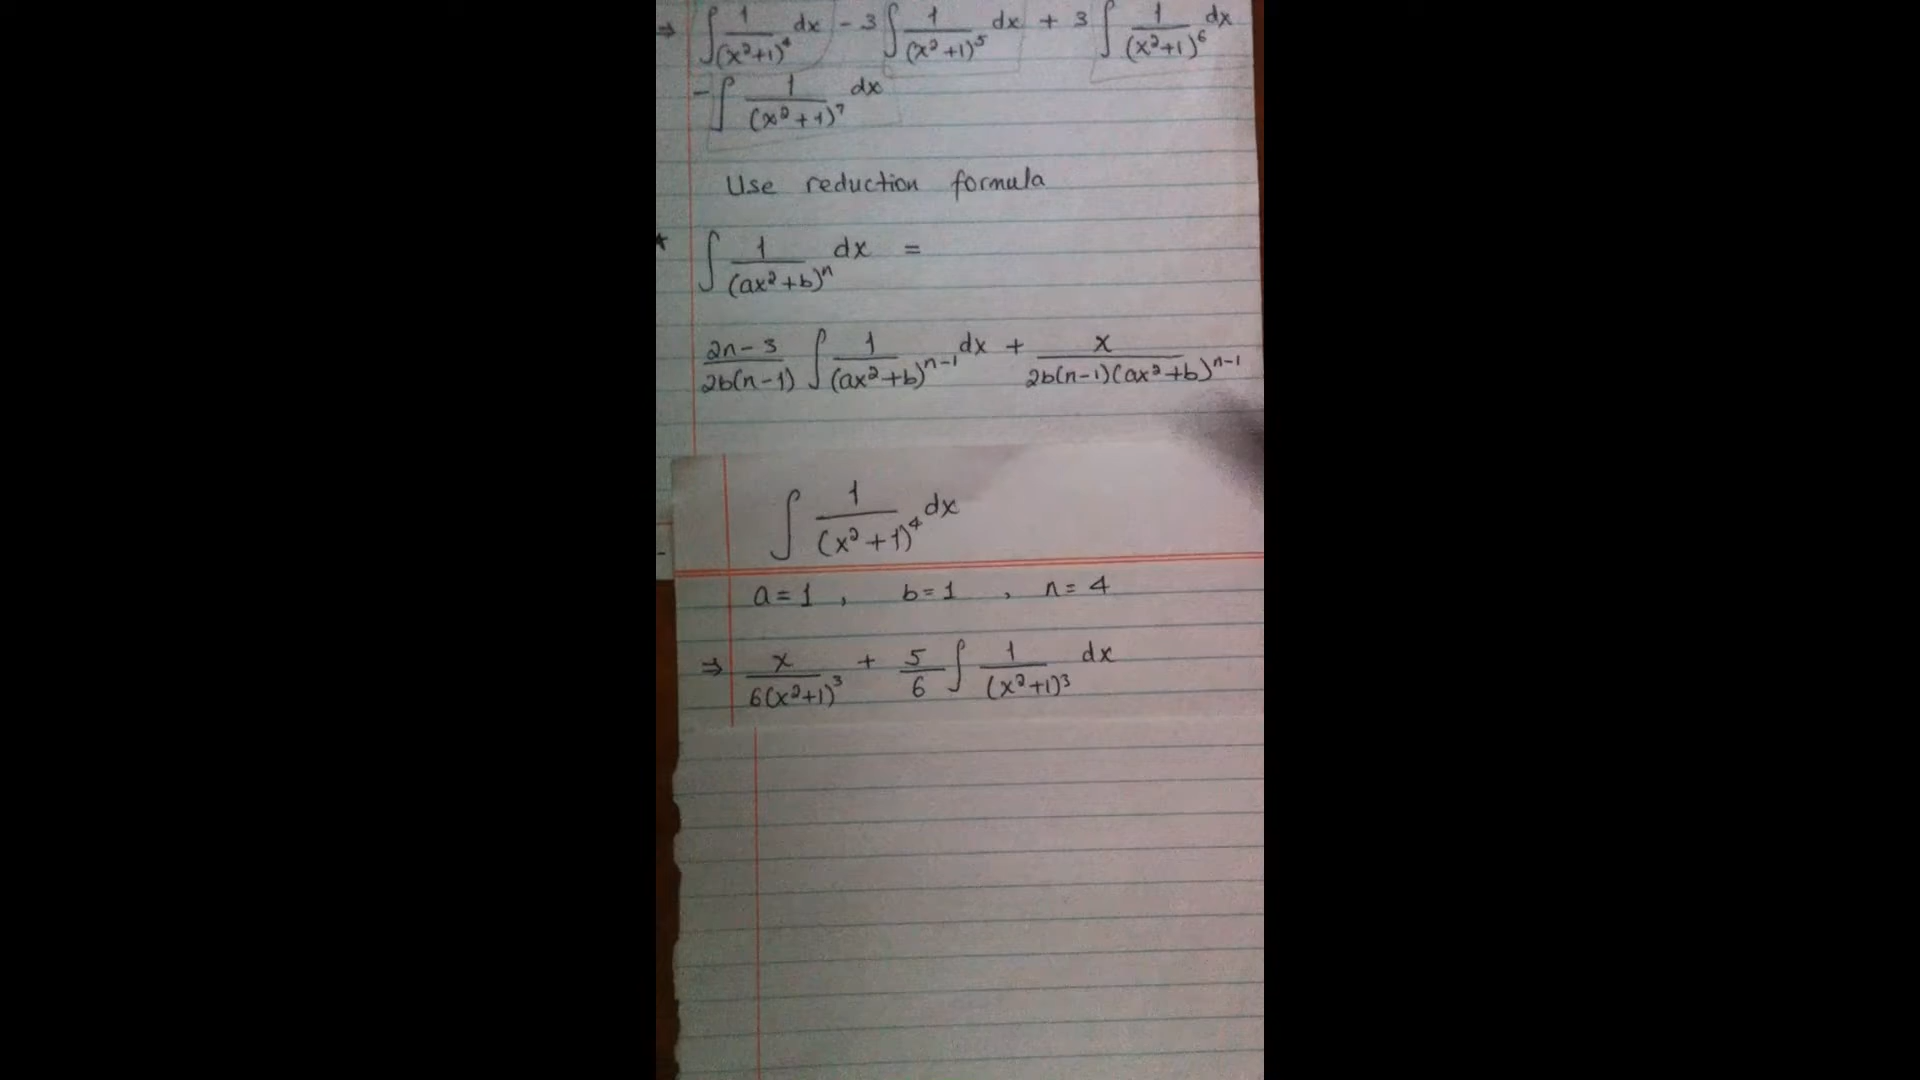 ⇒ ∫ 1/(x²+1)⁴ dx - 3 ∫ 1/(x²+1)⁵ dx + 3 ∫ 1/(x²+1)⁶ dx
- ∫ 1/(x²+1)⁷ dx
Use reduction formula
* ∫ 1/(ax²+b)ⁿ dx =
2n-3/2b(n-1) ∫ 1/(ax²+b)ⁿ⁻¹ dx + x/2b(n-1)(ax²+b)ⁿ⁻¹
∫ 1/(x²+1)⁴ dx
a=1, b=1, n=4
⇒ x/6(x²+1)³ + 5/6 ∫ 1/(x²+1)³ dx